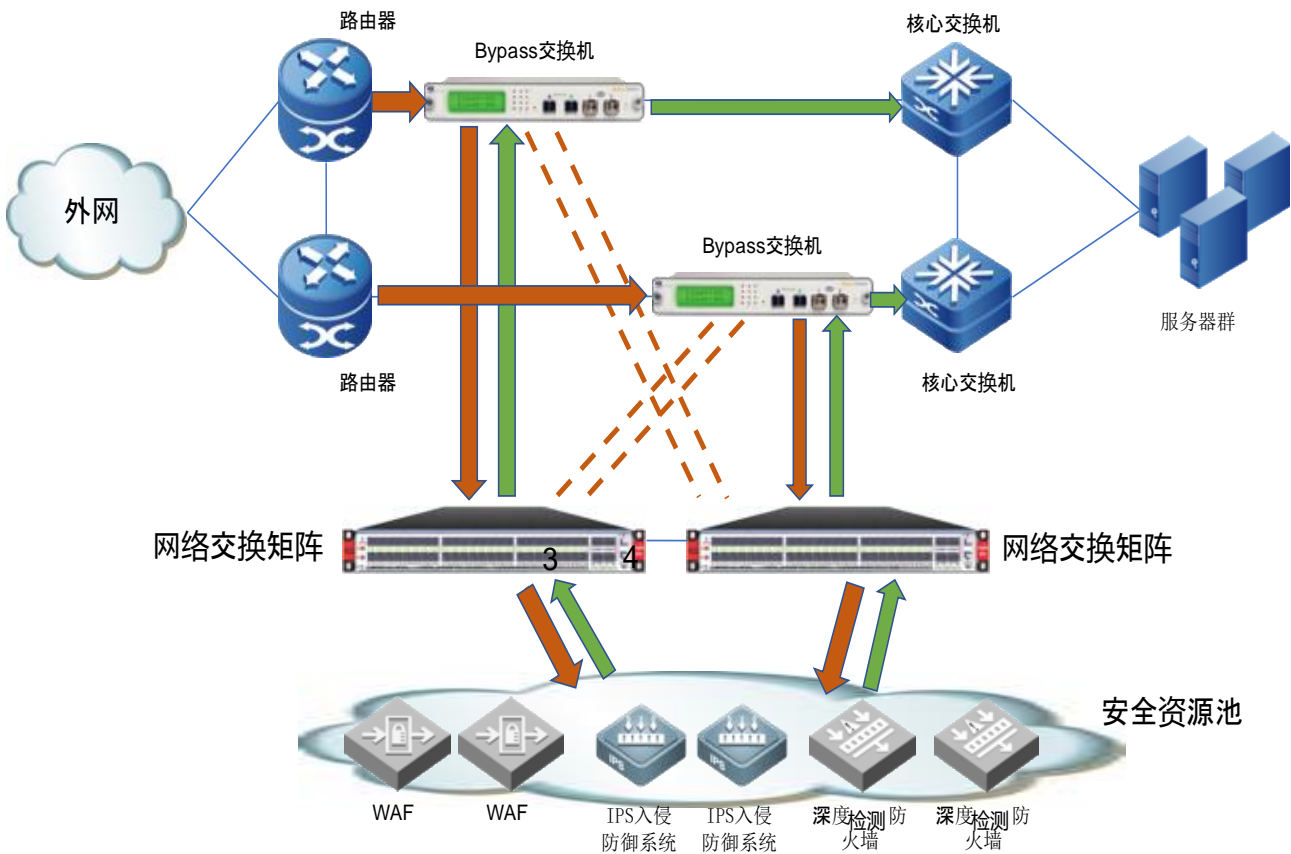 路由器
Bypass交换机
核心交换机
外网
Bypass交换机
服务器群
路由器
核心交换机
网络交换矩阵
3
4
网络交换矩阵
安全资源池
WAF
WAF
IPS
IPS
IPS入侵
防御系统
IPS入侵
防御系统
深度检测防
火墙
深度检测防
火墙